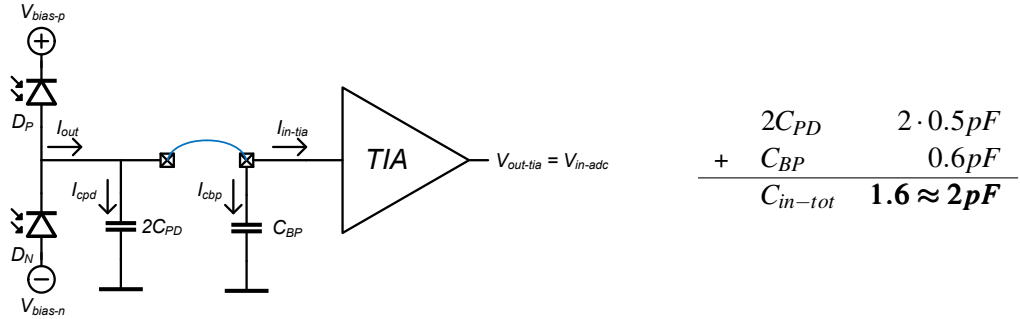 V_bias-p
D_P
I_out
I_in-tia
TIA
V_out-tia = V_in-adc
I_cpd
I_cbp
2C_PD
C_BP
D_N
V_bias-n
2C_PD 2 · 0.5pF
+ C_BP 0.6pF
C_in−tot 1.6 ≈ 2pF